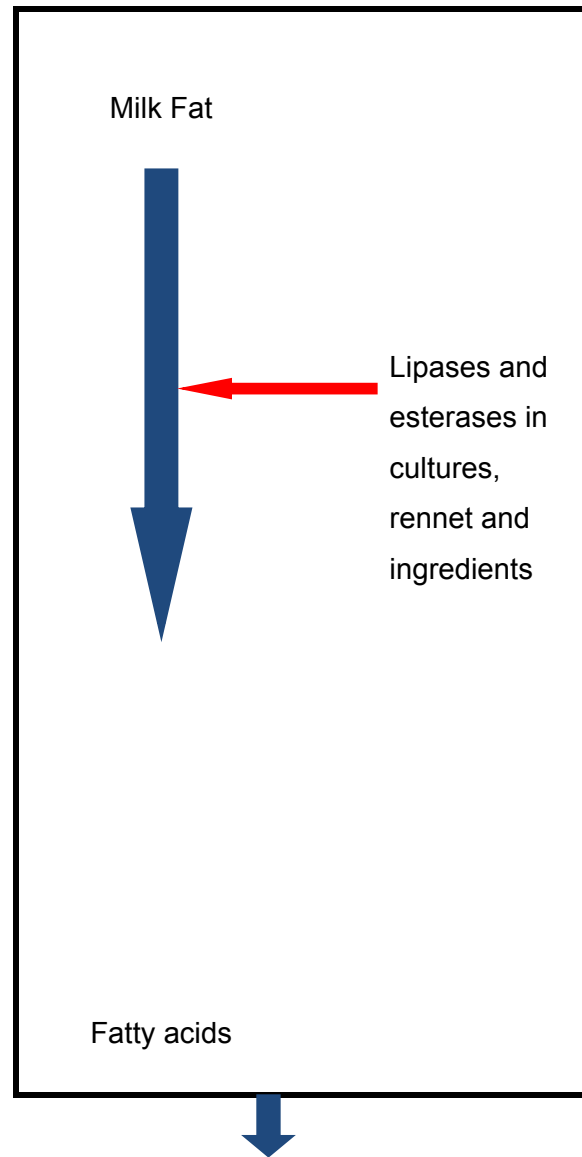 Milk Fat
Lipases and
esterases in
cultures,
rennet and
ingredients
Fatty acids